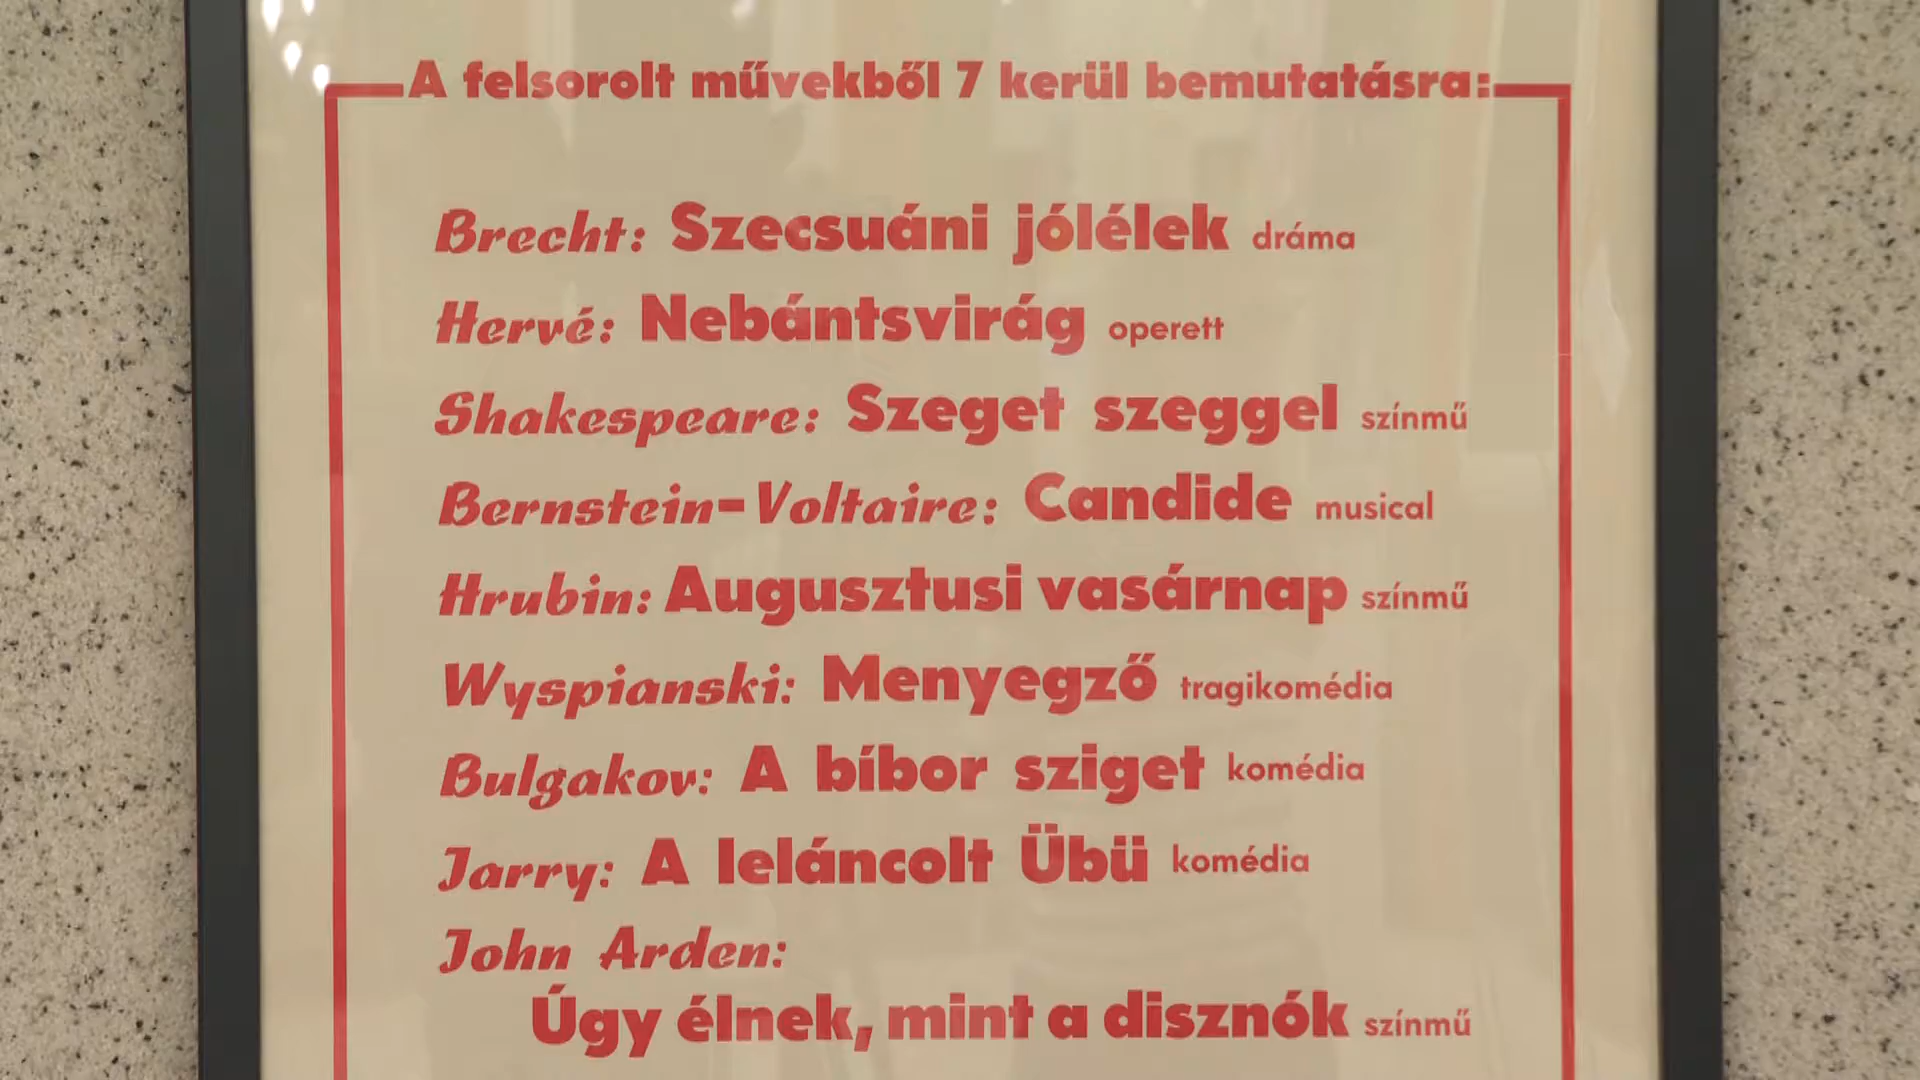 A felsorolt művekből 7 kerül bemutatásra:
Brecht: Szecsuáni jólélek dráma
Hervé: Nebántsvirág operett
Shakespeare: Szeget szeggel színmű
Bernstein-Voltaire: Candide musical
Hrubin: Augusztusi vasárnap színmű
Wyspianski: Menyegző tragikomédia
Bulgakov: A bíbor sziget komédia
Jarry: A leláncolt Übü komédia
John Arden:
Úgy élnek, mint a disznók színmű